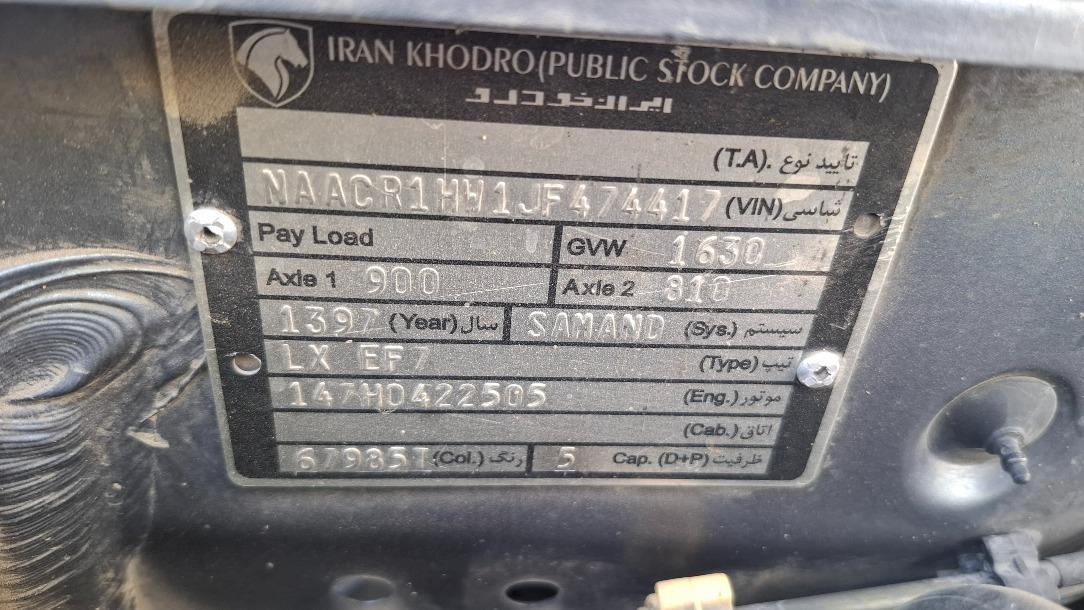 IRAN KHODRO (PUBLIC STOCK COMPANY)
ایران خودرو
تایید نوع .(T.A)
NAACR1HW1JF474417 شاسی (VIN)
Pay Load GVW 1630
Axle 1 900 Axle 2 810
1397 سال (Year) SAMAND سیستم (Sys.)
LX EF7 تیپ (Type)
147H0422505 موتور (Eng.)
اتاق (Cab.)
67985I رنگ (Col.) 5 Cap. (D+P) ظرفیت